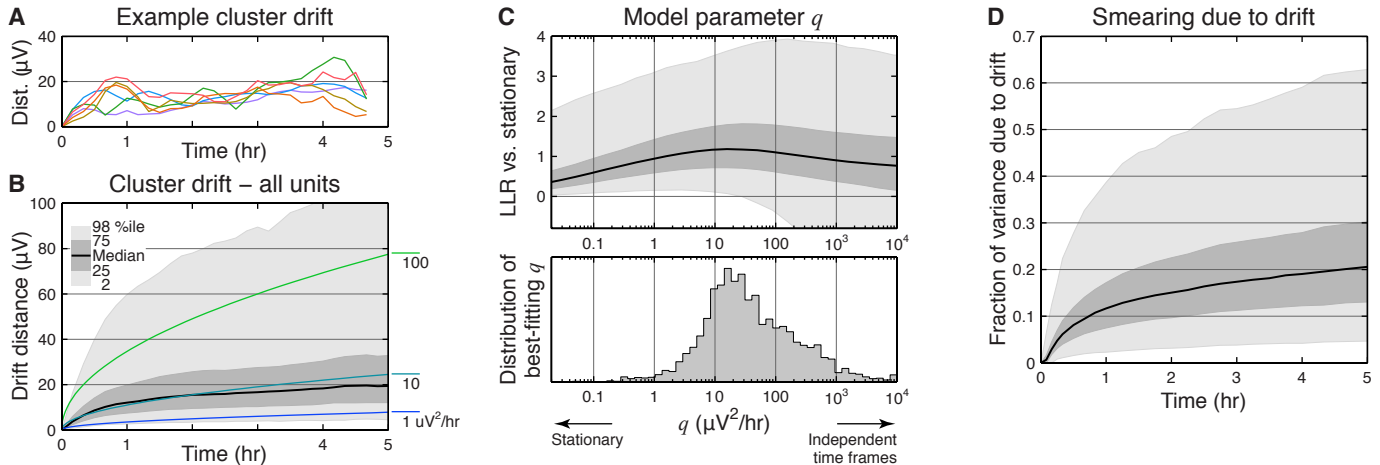 A
Example cluster drift
Dist. (µV)
40
20
0
0
1
2
3
4
5
Time (hr)
B
Cluster drift – all units
Drift distance (µV)
100
80
60
40
20
0
98 %ile
75
Median
25
2
100
10
1 uV²/hr
0
1
2
3
4
5
Time (hr)
C
Model parameter q
LLR vs. stationary
4
3
2
1
0
0.1
1
10
100
10³
10⁴
Distribution of
best-fitting q
0.1
1
10
100
10³
10⁴
q (µV²/hr)
Stationary
Independent
time frames
D
Smearing due to drift
Fraction of variance due to drift
0.7
0.6
0.5
0.4
0.3
0.2
0.1
0
0
1
2
3
4
5
Time (hr)